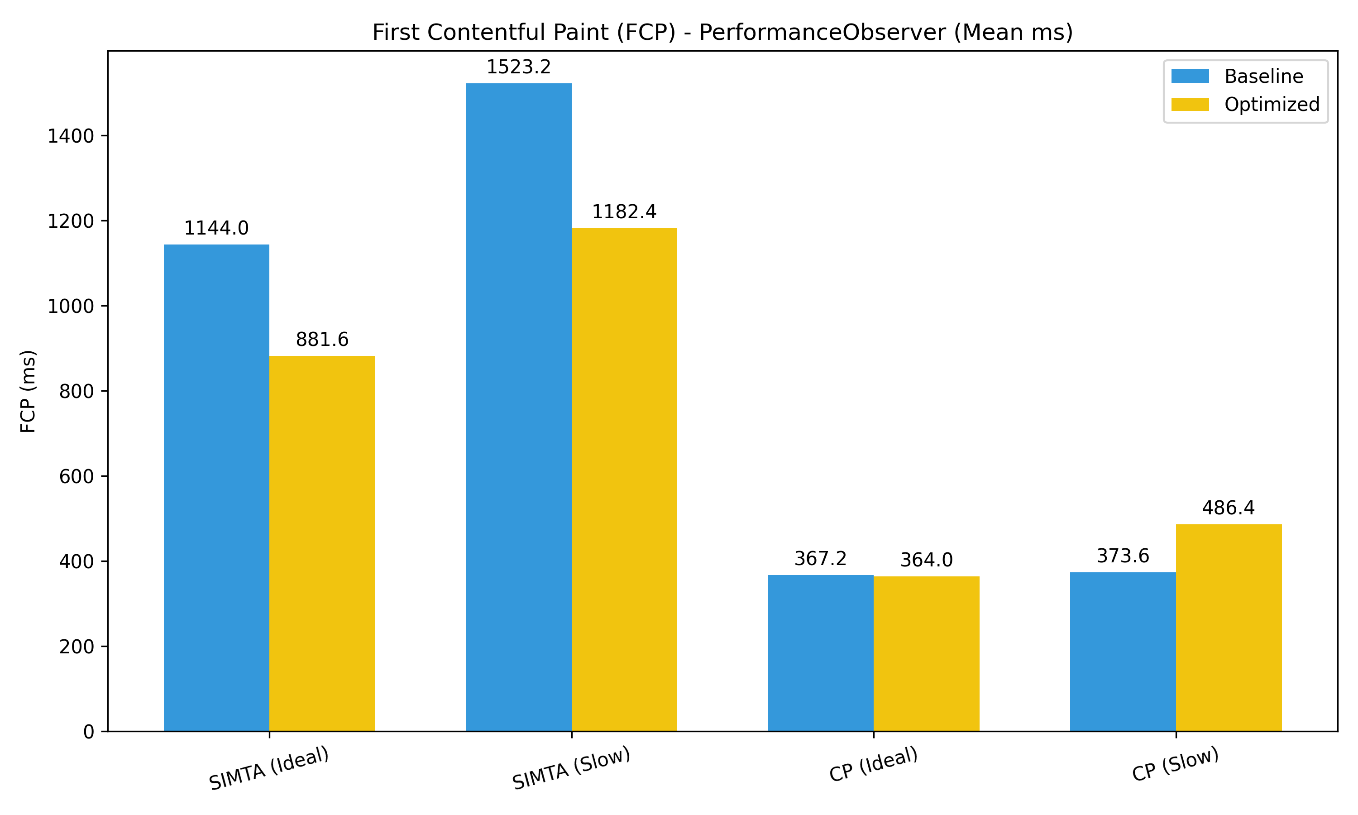 First Contentful Paint (FCP) - PerformanceObserver (Mean ms)
Baseline
Optimized
FCP (ms)
1400
1200
1000
800
600
400
200
0
1144.0
881.6
1523.2
1182.4
367.2
364.0
373.6
486.4
SIMTA (Ideal)
SIMTA (Slow)
CP (Ideal)
CP (Slow)